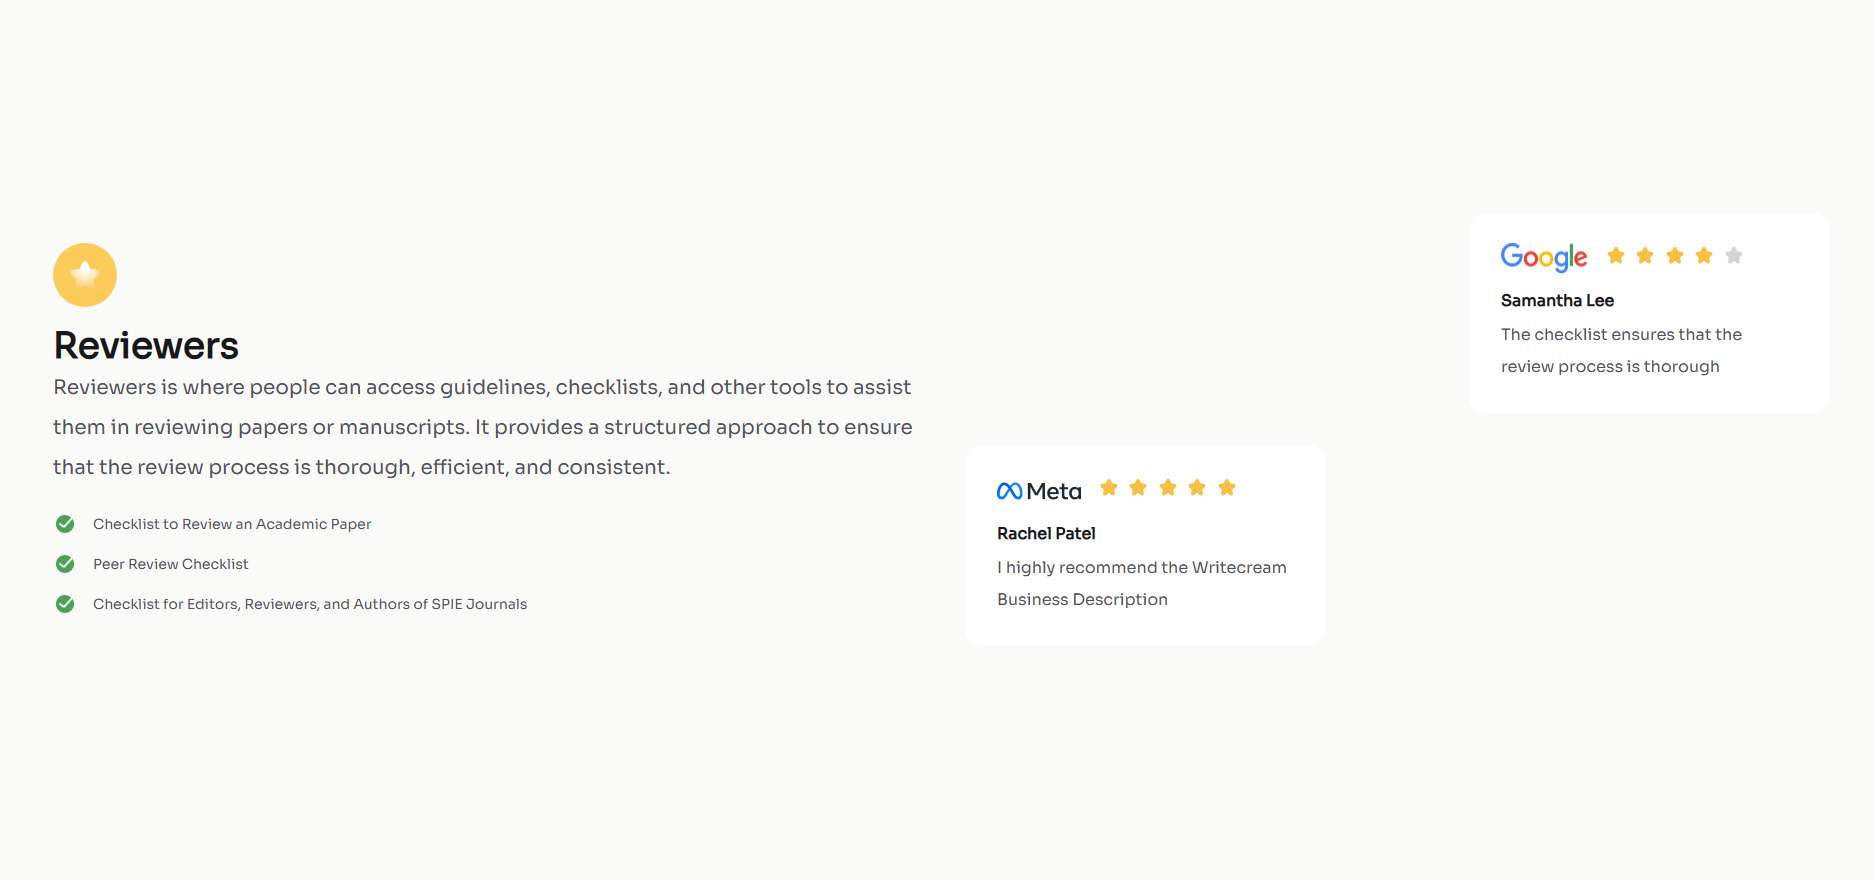 Reviewers
Reviewers is where people can access guidelines, checklists, and other tools to assist
them in reviewing papers or manuscripts. It provides a structured approach to ensure
that the review process is thorough, efficient, and consistent.
Checklist to Review an Academic Paper
Peer Review Checklist
Checklist for Editors, Reviewers, and Authors of SPIE Journals
Google
Samantha Lee
The checklist ensures that the
review process is thorough
Meta
Rachel Patel
I highly recommend the Writecream
Business Description